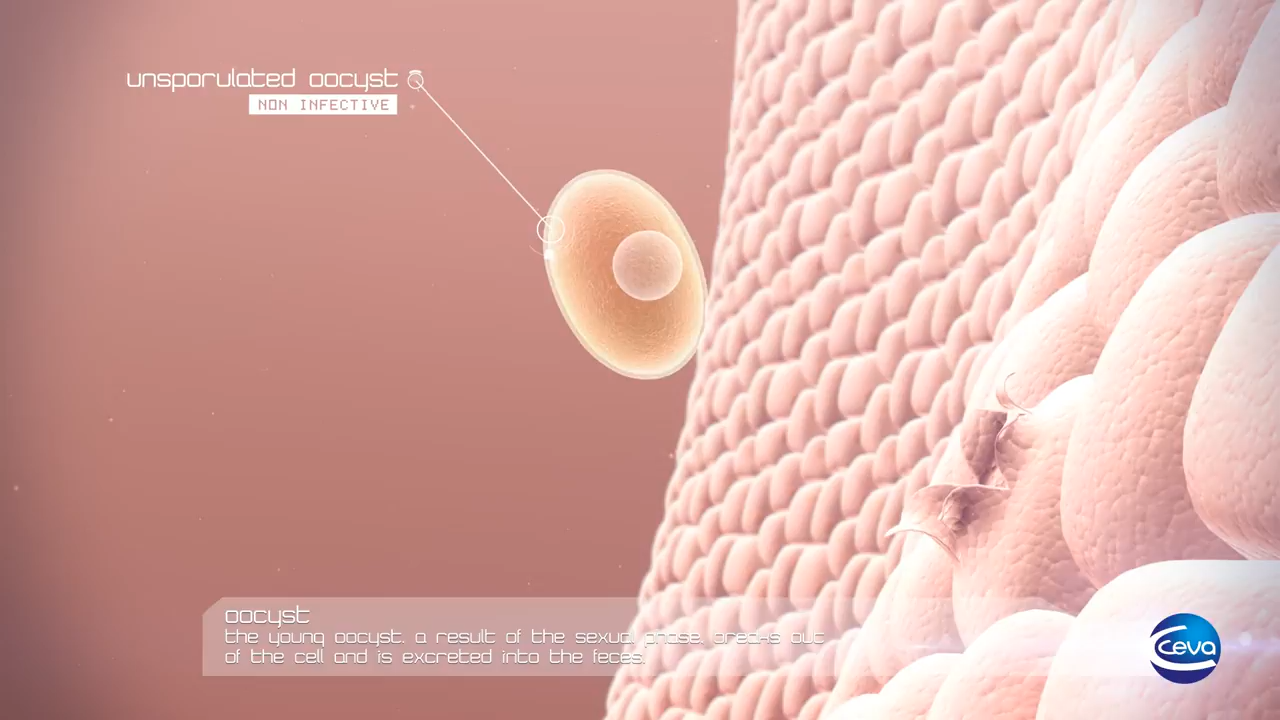 unsporulated oocyst
NON INFECTIVE
oocyst
the young oocyst, a result of the sexual phase, breaks out
of the cell and is excreted into the feces.
Ceva